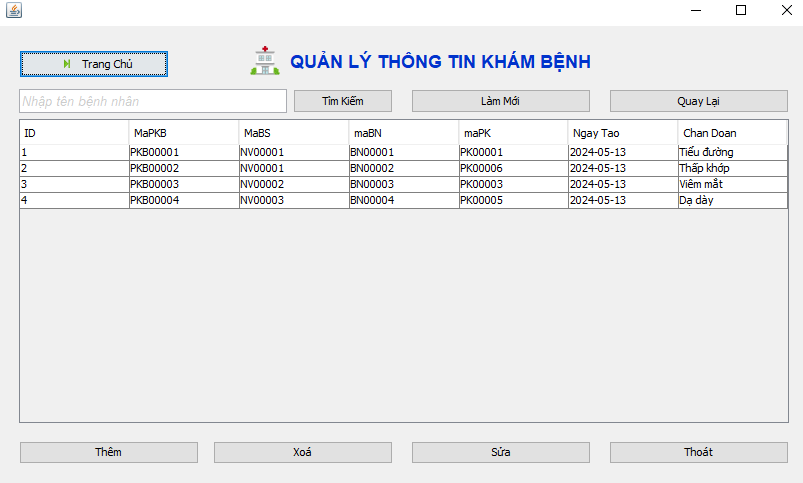 Trang Chủ
QUẢN LÝ THÔNG TIN KHÁM BỆNH
Nhập tên bệnh nhân Tìm Kiếm Làm Mới Quay Lại
ID MaPKB MaBS maBN maPK Ngay Tao Chan Doan
1 PKB00001 NV00001 BN00001 PK00001 2024-05-13 Tiểu đường
2 PKB00002 NV00001 BN00002 PK00006 2024-05-13 Thấp khớp
3 PKB00003 NV00002 BN00003 PK00003 2024-05-13 Viêm mắt
4 PKB00004 NV00003 BN00004 PK00005 2024-05-13 Dạ dày
Thêm Xoá Sửa Thoát